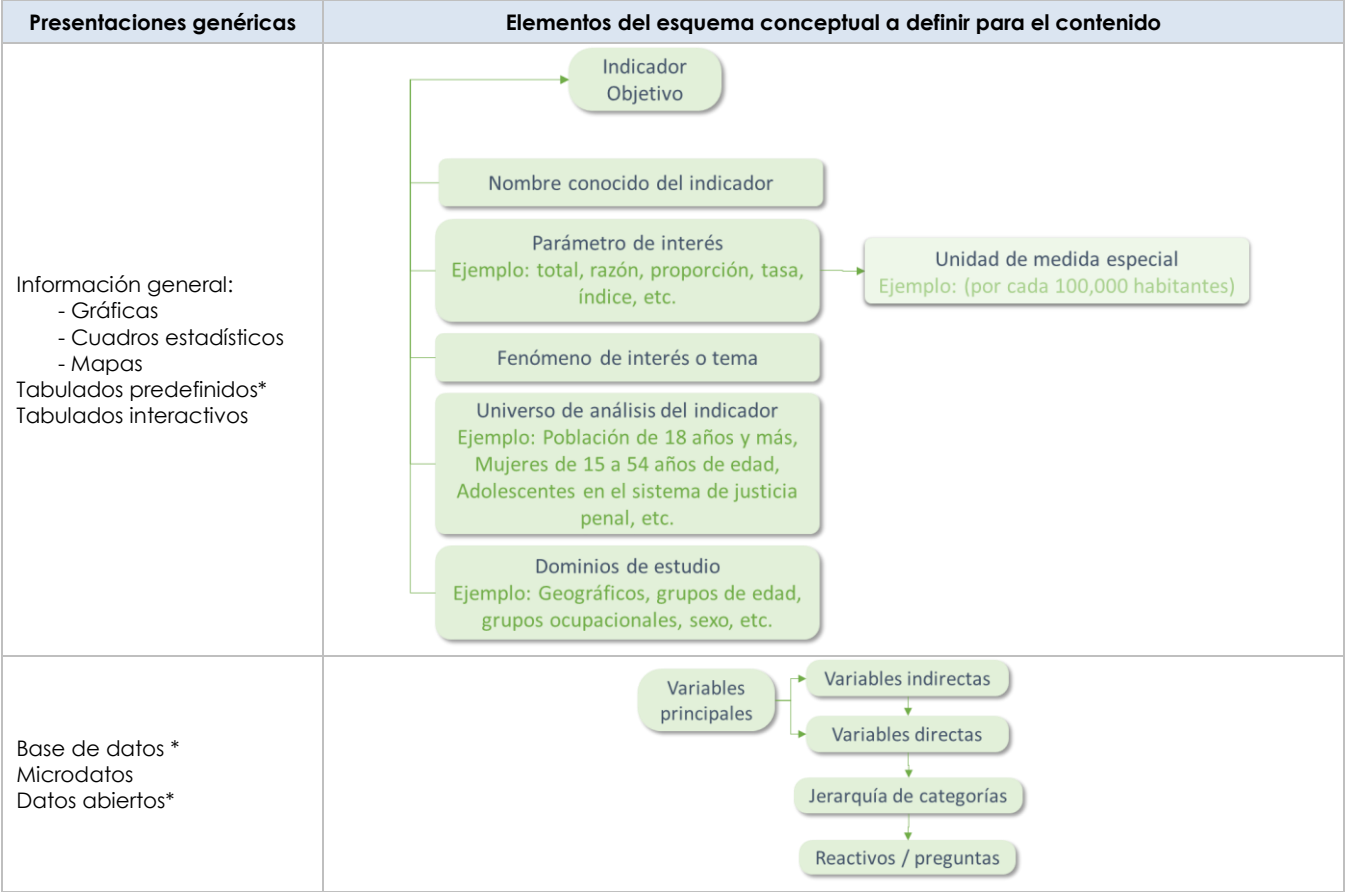 Presentaciones genéricas
Elementos del esquema conceptual a definir para el contenido
Información general:
- Gráficas
- Cuadros estadísticos
- Mapas
Tabulados predefinidos*
Tabulados interactivos
Indicador
Objetivo
Nombre conocido del indicador
Parámetro de interés
Ejemplo: total, razón, proporción, tasa,
índice, etc.
Unidad de medida especial
Ejemplo: (por cada 100,000 habitantes)
Fenómeno de interés o tema
Universo de análisis del indicador
Ejemplo: Población de 18 años y más,
Mujeres de 15 a 54 años de edad,
Adolescentes en el sistema de justicia
penal, etc.
Dominios de estudio
Ejemplo: Geográficos, grupos de edad,
grupos ocupacionales, sexo, etc.
Base de datos *
Microdatos
Datos abiertos*
Variables
principales
Variables indirectas
Variables directas
Jerarquía de categorías
Reactivos / preguntas